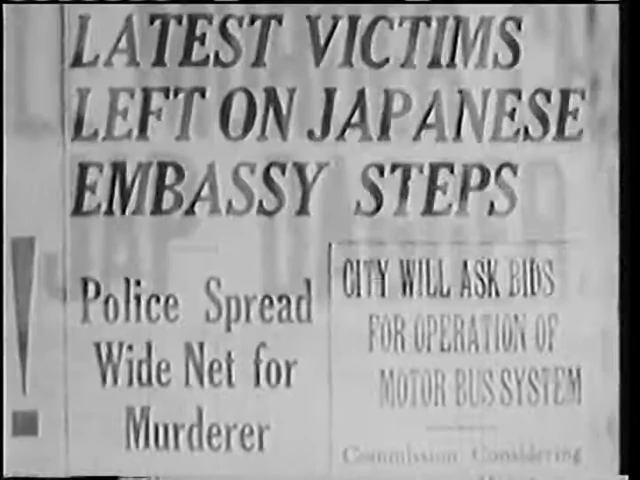 LATEST VICTIMS
LEFT ON JAPANESE
EMBASSY STEPS
!
Police Spread
Wide Net for
Murderer
CITY WILL ASK BIDS
FOR OPERATION OF
MOTOR BUS SYSTEM
Commission Considering